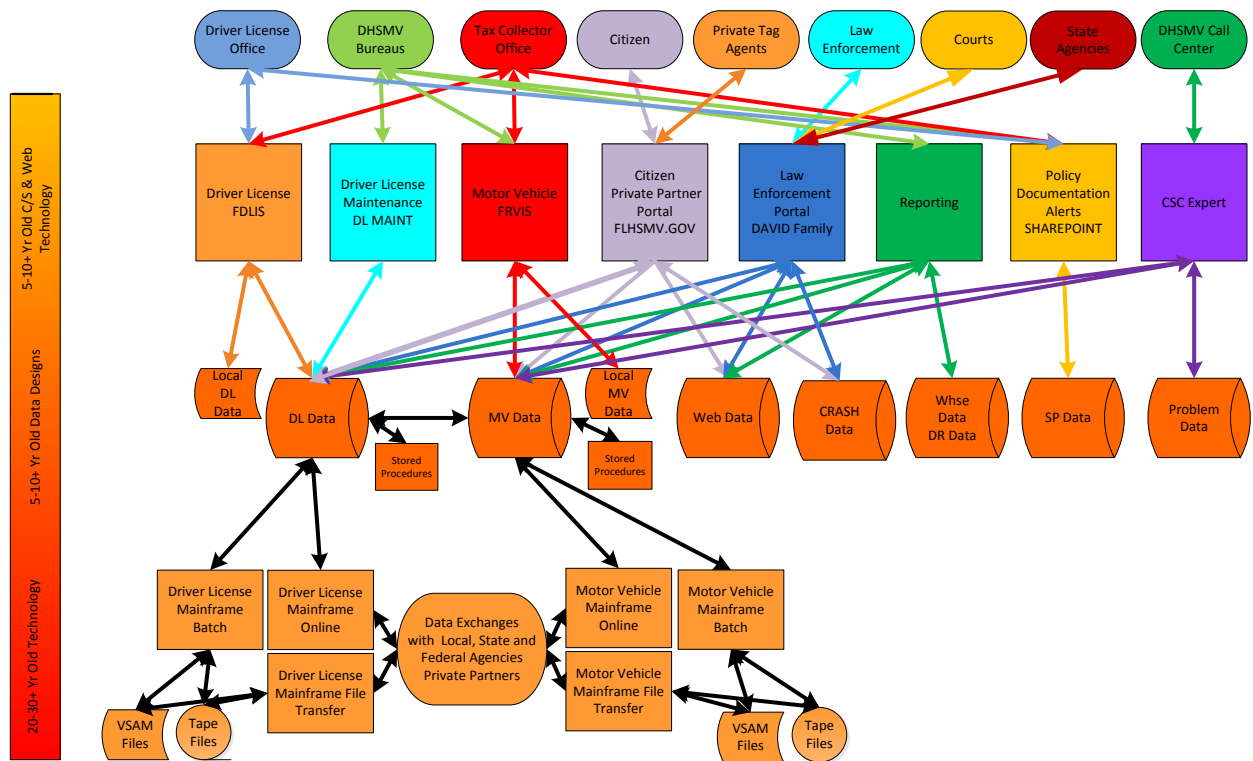 Driver License
Office
DHSMV
Bureaus
Tax Collector
Office
Citizen
Private Tag
Agents
Law
Enforcement
Courts
State
Agencies
DHSMV Call
Center
5-10+ Yr Old C/S & Web
Technology
5-10+ Yr Old Data Designs
20-30+ Yr Old Technology
Driver License
FDLIS
Driver License
Maintenance
DL MAINT
Motor Vehicle
FRVIS
Citizen
Private Partner
Portal
FLHSMV.GOV
Law
Enforcement
Portal
DAVID Family
Reporting
Policy
Documentation
Alerts
SHAREPOINT
CSC Expert
Local
DL
Data
DL Data
Stored
Procedures
MV Data
Local
MV
Data
Stored
Procedures
Web Data
CRASH
Data
Whse
Data
DR Data
SP Data
Problem
Data
Driver License
Mainframe
Batch
Driver License
Mainframe
Online
Driver License
Mainframe File
Transfer
Data Exchanges
with Local, State and
Federal Agencies
Private Partners
Motor Vehicle
Mainframe
Online
Motor Vehicle
Mainframe File
Transfer
Motor Vehicle
Mainframe
Batch
VSAM
Files
Tape
Files
VSAM
Files
Tape
Files